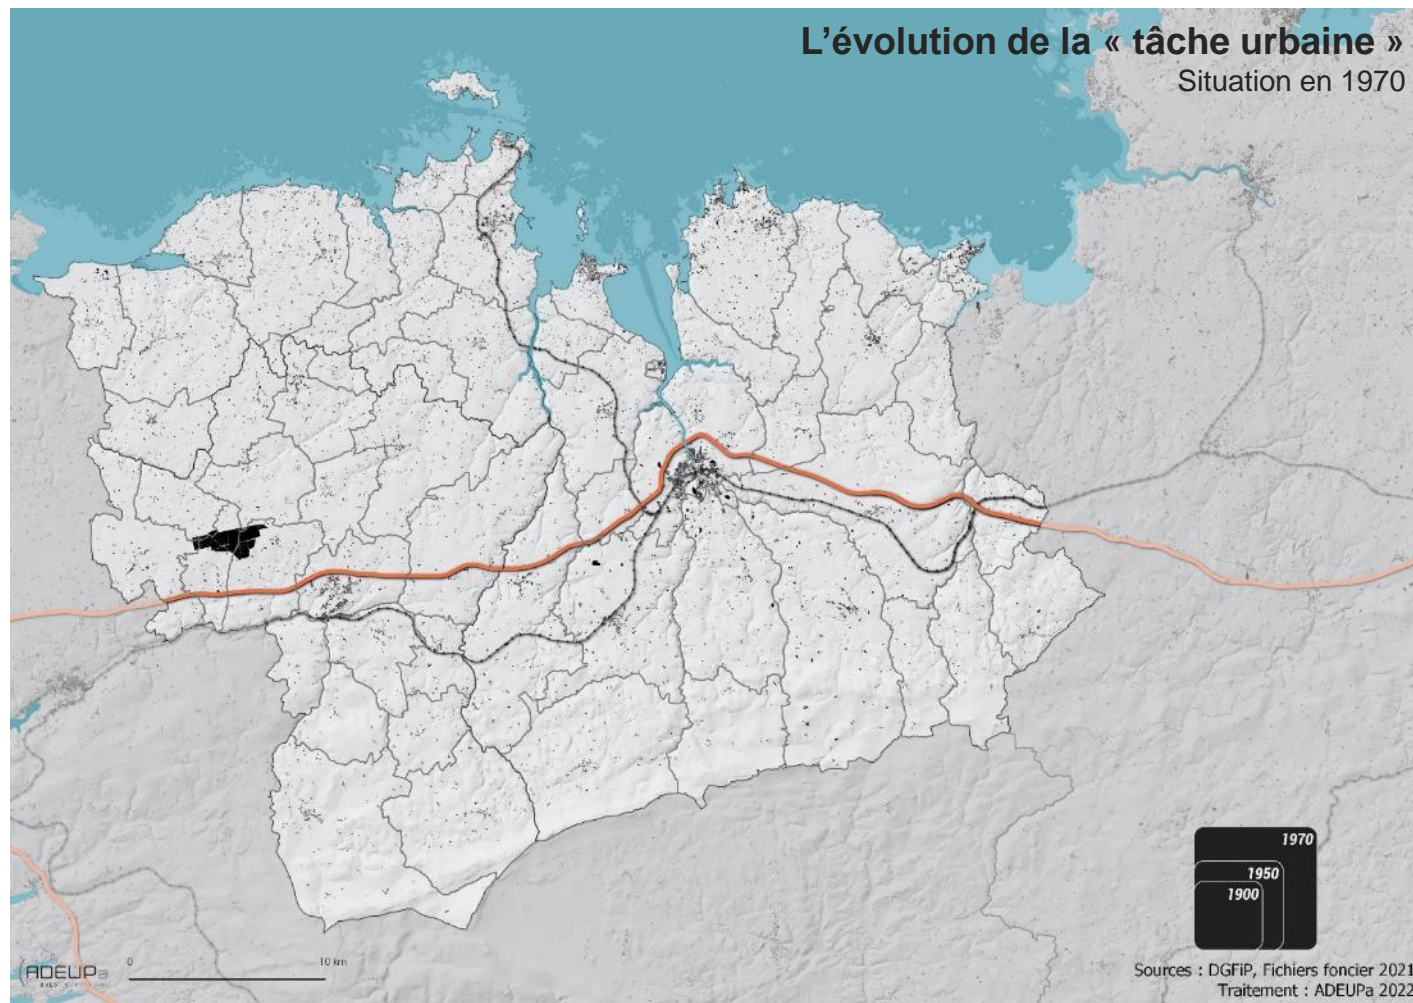 L'évolution de la « tâche urbaine »
Situation en 1970
1970
1950
1900
ADEUPa
0
10 km
Sources : DGFiP, Fichiers foncier 2021
Traitement : ADEUPa 2022